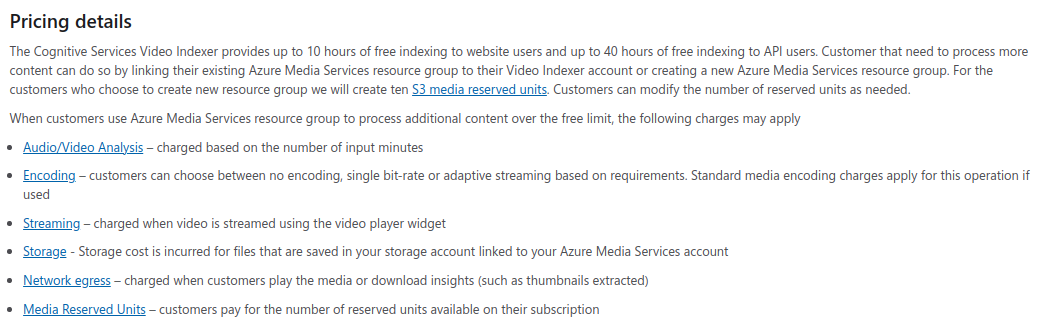 Pricing details
The Cognitive Services Video Indexer provides up to 10 hours of free indexing to website users and up to 40 hours of free indexing to API users. Customer that need to process more
content can do so by linking their existing Azure Media Services resource group to their Video Indexer account or creating a new Azure Media Services resource group. For the
customers who choose to create new resource group we will create ten S3 media reserved units. Customers can modify the number of reserved units as needed.
When customers use Azure Media Services resource group to process additional content over the free limit, the following charges may apply
• Audio/Video Analysis – charged based on the number of input minutes
• Encoding – customers can choose between no encoding, single bit-rate or adaptive streaming based on requirements. Standard media encoding charges apply for this operation if
used
• Streaming – charged when video is streamed using the video player widget
• Storage - Storage cost is incurred for files that are saved in your storage account linked to your Azure Media Services account
• Network egress – charged when customers play the media or download insights (such as thumbnails extracted)
• Media Reserved Units – customers pay for the number of reserved units available on their subscription